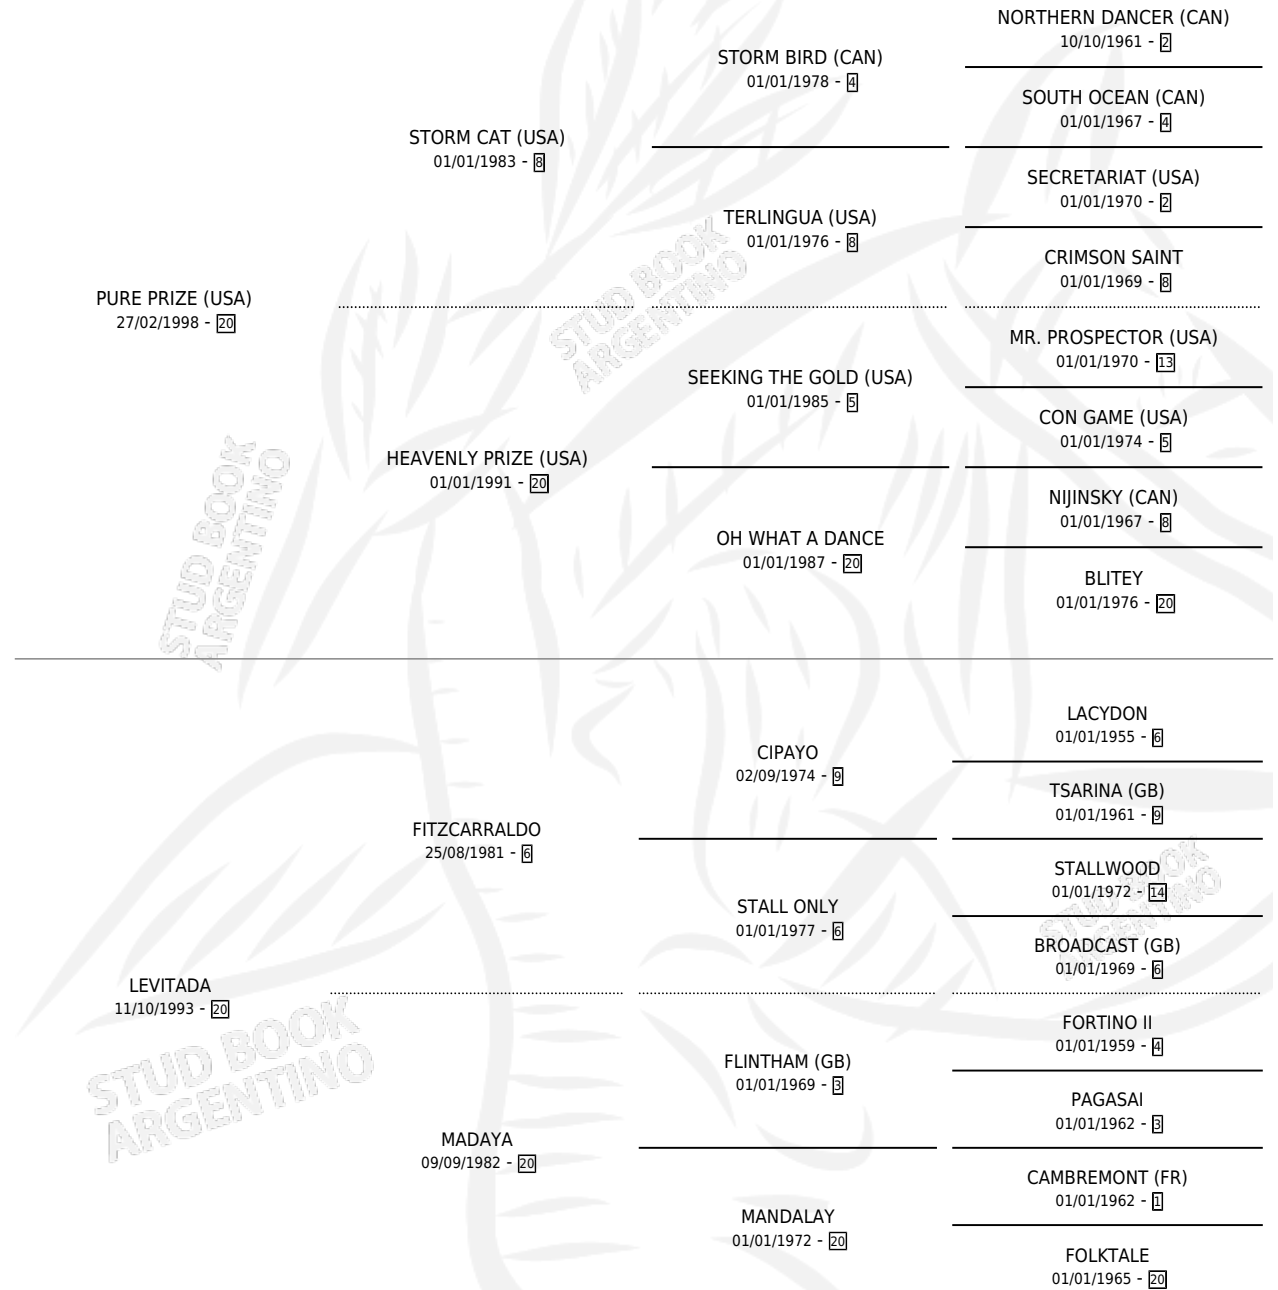 NORTHERN DANCER (CAN)
10/10/1961 - 2
STORM BIRD (CAN)
01/01/1978 - 4
SOUTH OCEAN (CAN)
01/01/1967 - 4
STORM CAT (USA)
01/01/1983 - 8
SECRETARIAT (USA)
01/01/1970 - 2
TERLINGUA (USA)
01/01/1976 - 8
CRIMSON SAINT
01/01/1969 - 8
PURE PRIZE (USA)
27/02/1998 - 20
MR. PROSPECTOR (USA)
01/01/1970 - 13
SEEKING THE GOLD (USA)
01/01/1985 - 5
CON GAME (USA)
01/01/1974 - 5
HEAVENLY PRIZE (USA)
01/01/1991 - 20
NIJINSKY (CAN)
01/01/1967 - 8
OH WHAT A DANCE
01/01/1987 - 20
BLITEY
01/01/1976 - 20
LACYDON
01/01/1955 - 6
CIPAYO
02/09/1974 - 9
TSARINA (GB)
01/01/1961 - 9
FITZCARRALDO
25/08/1981 - 6
STALLWOOD
01/01/1972 - 14
STALL ONLY
01/01/1977 - 6
BROADCAST (GB)
01/01/1969 - 6
LEVITADA
11/10/1993 - 20
FORTINO II
01/01/1959 - 4
FLINTHAM (GB)
01/01/1969 - 3
PAGASAI
01/01/1962 - 3
MADAYA
09/09/1982 - 20
CAMBREMONT (FR)
01/01/1962 - 1
MANDALAY
01/01/1972 - 20
FOLKTALE
01/01/1965 - 20
STUD BOOK
ARGENTINO
STUD BOOK
ARGENTINO
STUD BOOK
ARGENTINO
STUD BOOK
ARGENTINO